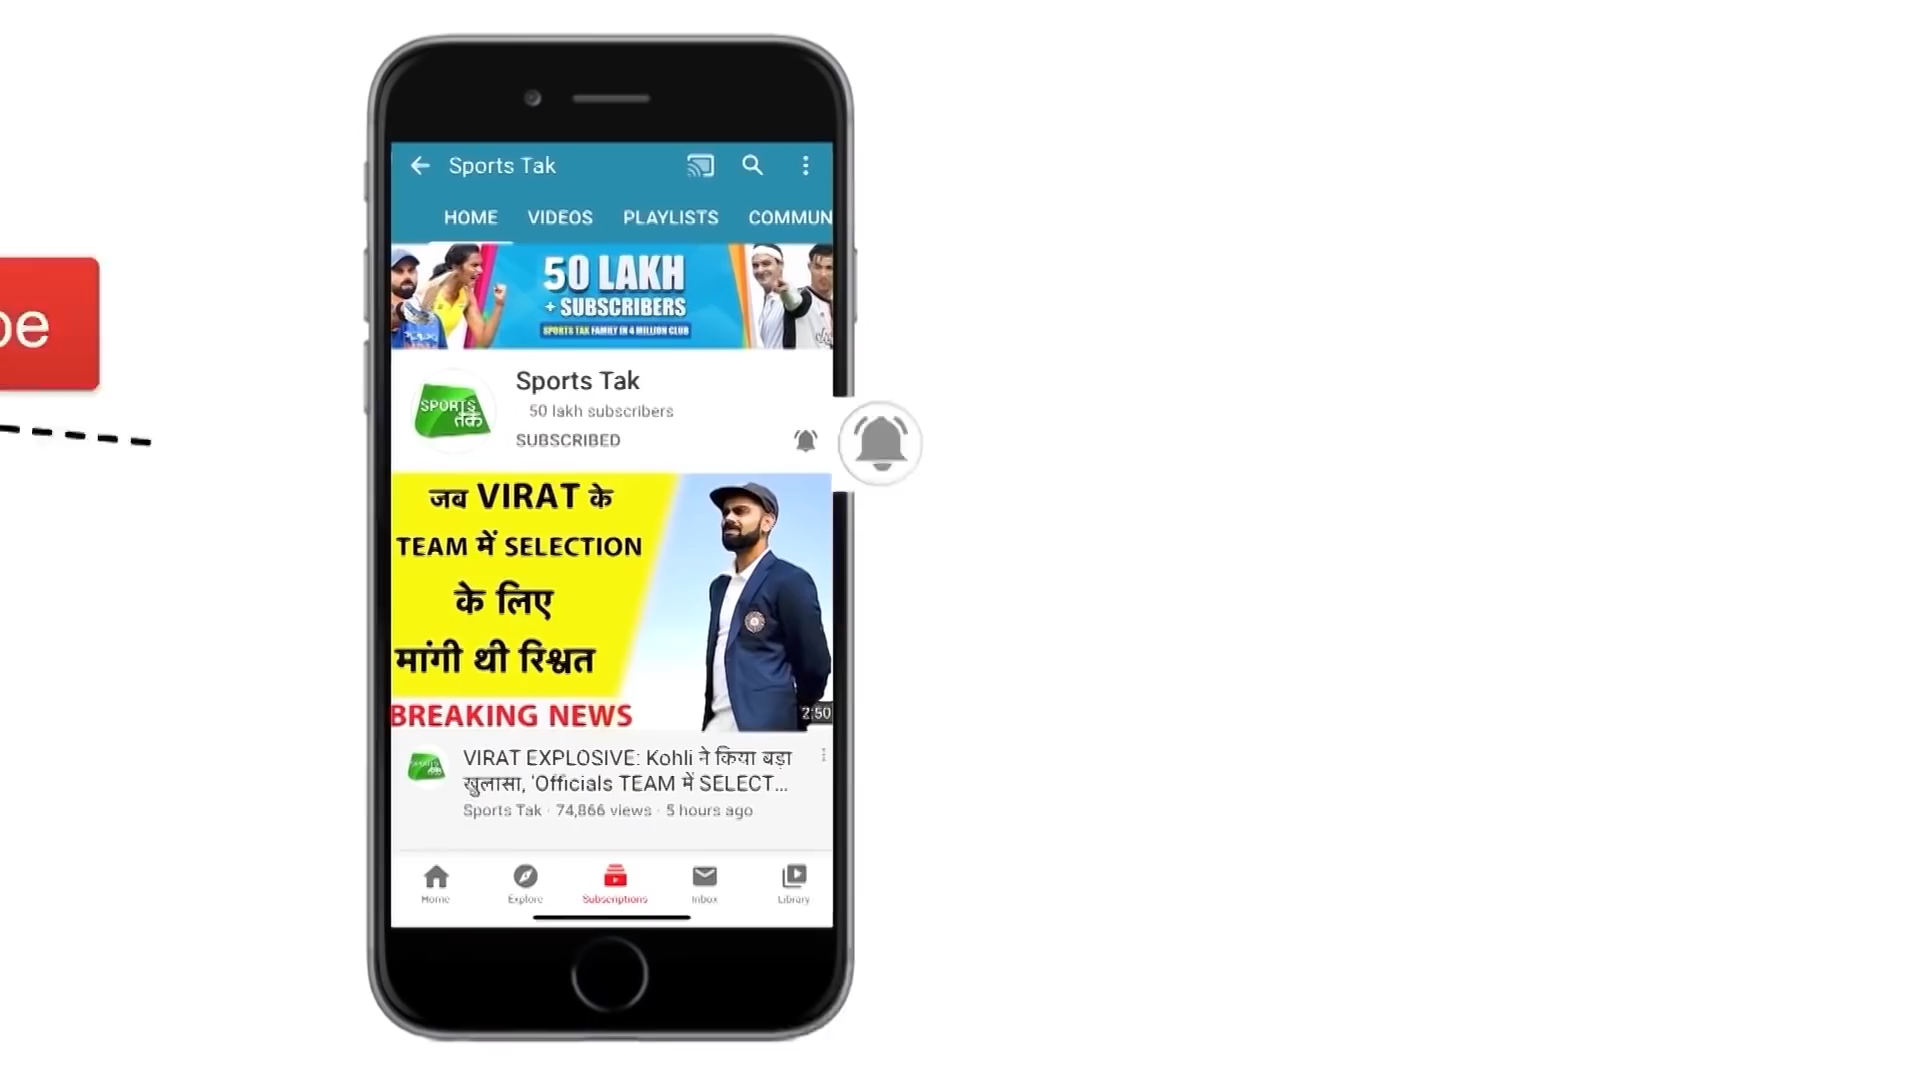 Sports Tak
HOME VIDEOS PLAYLISTS COMMUN
50 LAKH
+ SUBSCRIBERS
SPORTS TAK FAMILY IN 4 MILLION CLUB
be
Sports Tak
50 lakh subscribers
SUBSCRIBED
SPORTS
तक
जब VIRAT के
TEAM में SELECTION
के लिए
मांगी थी रिश्वत
BREAKING NEWS
2:50
VIRAT EXPLOSIVE: Kohli ने किया बड़ा
खुलासा, 'Officials TEAM में SELECT...
Sports Tak · 74,866 views · 5 hours ago
Home Explore Subscriptions Inbox Library